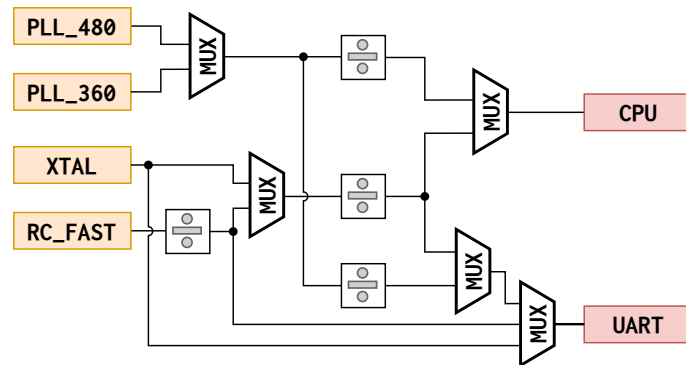 PLL_480
MUX
PLL_360
MUX
CPU
XTAL
MUX
RC_FAST
MUX
MUX
UART